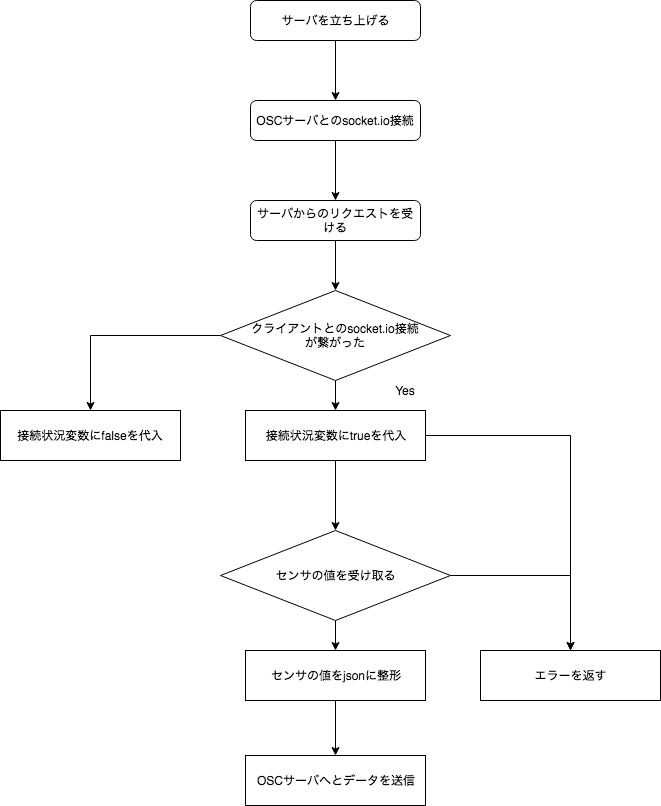 サーバを立ち上げる
OSCサーバとのsocket.io接続
サーバからのリクエストを受
ける
クライアントとのsocket.io接続
が繋がった
Yes
接続状況変数にfalseを代入
接続状況変数にtrueを代入
センサの値を受け取る
センサの値をjsonに整形
エラーを返す
OSCサーバへとデータを送信